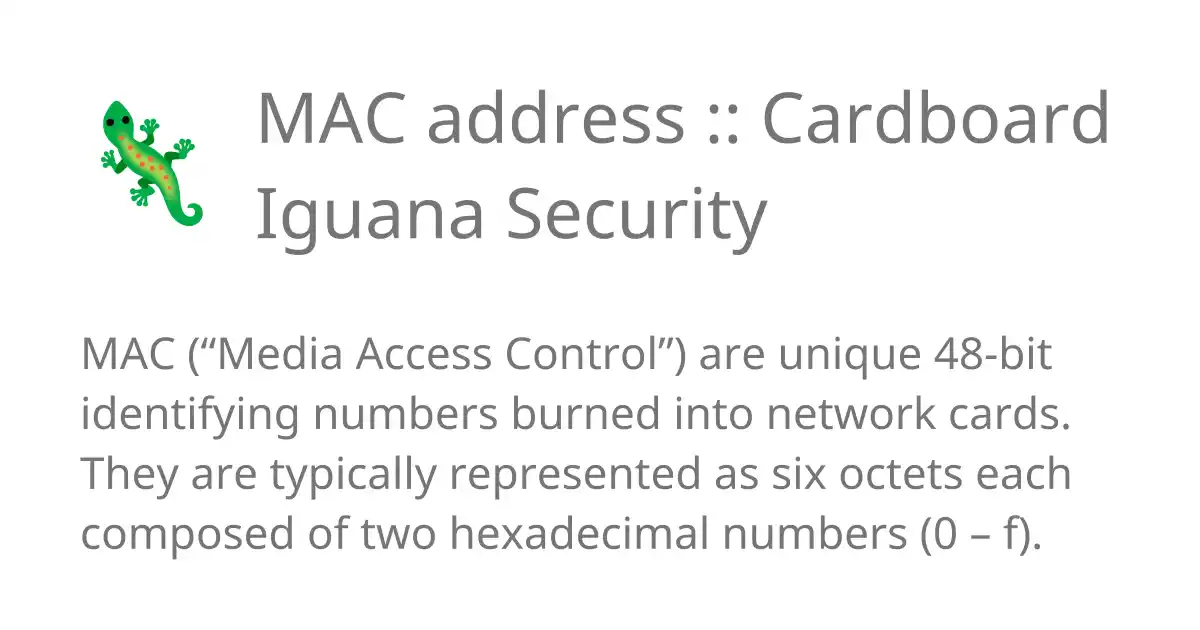 MAC address :: Cardboard
Iguana Security
MAC (“Media Access Control”) are unique 48-bit
identifying numbers burned into network cards.
They are typically represented as six octets each
composed of two hexadecimal numbers (0 – f).